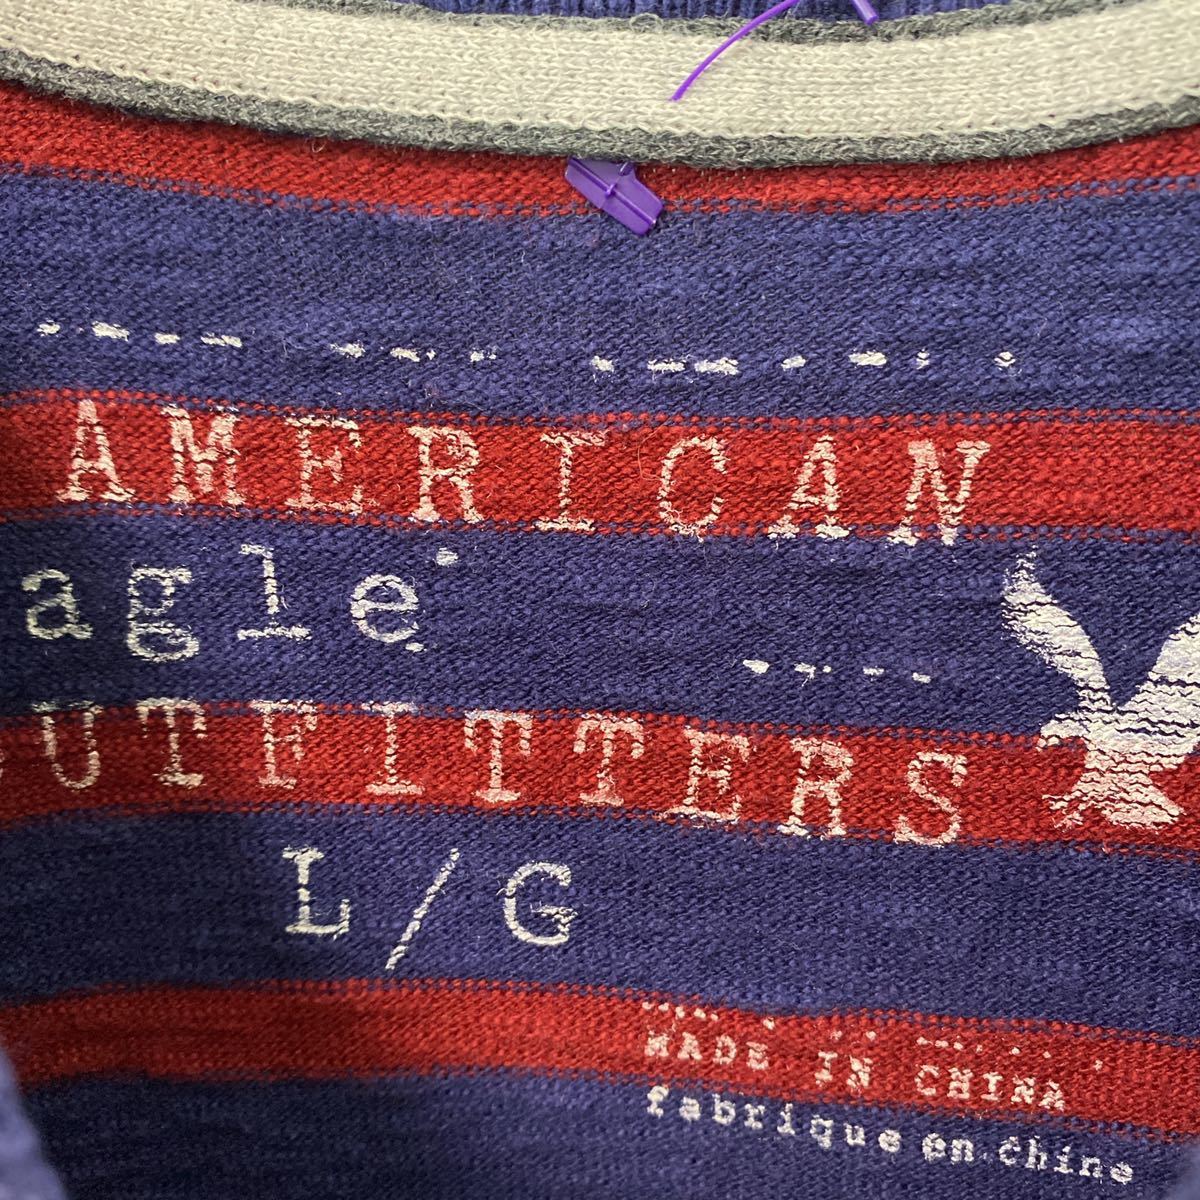 AMERICAN
agle
UTFITTERS
L/G
MADE IN CHINA
fabrique en chine